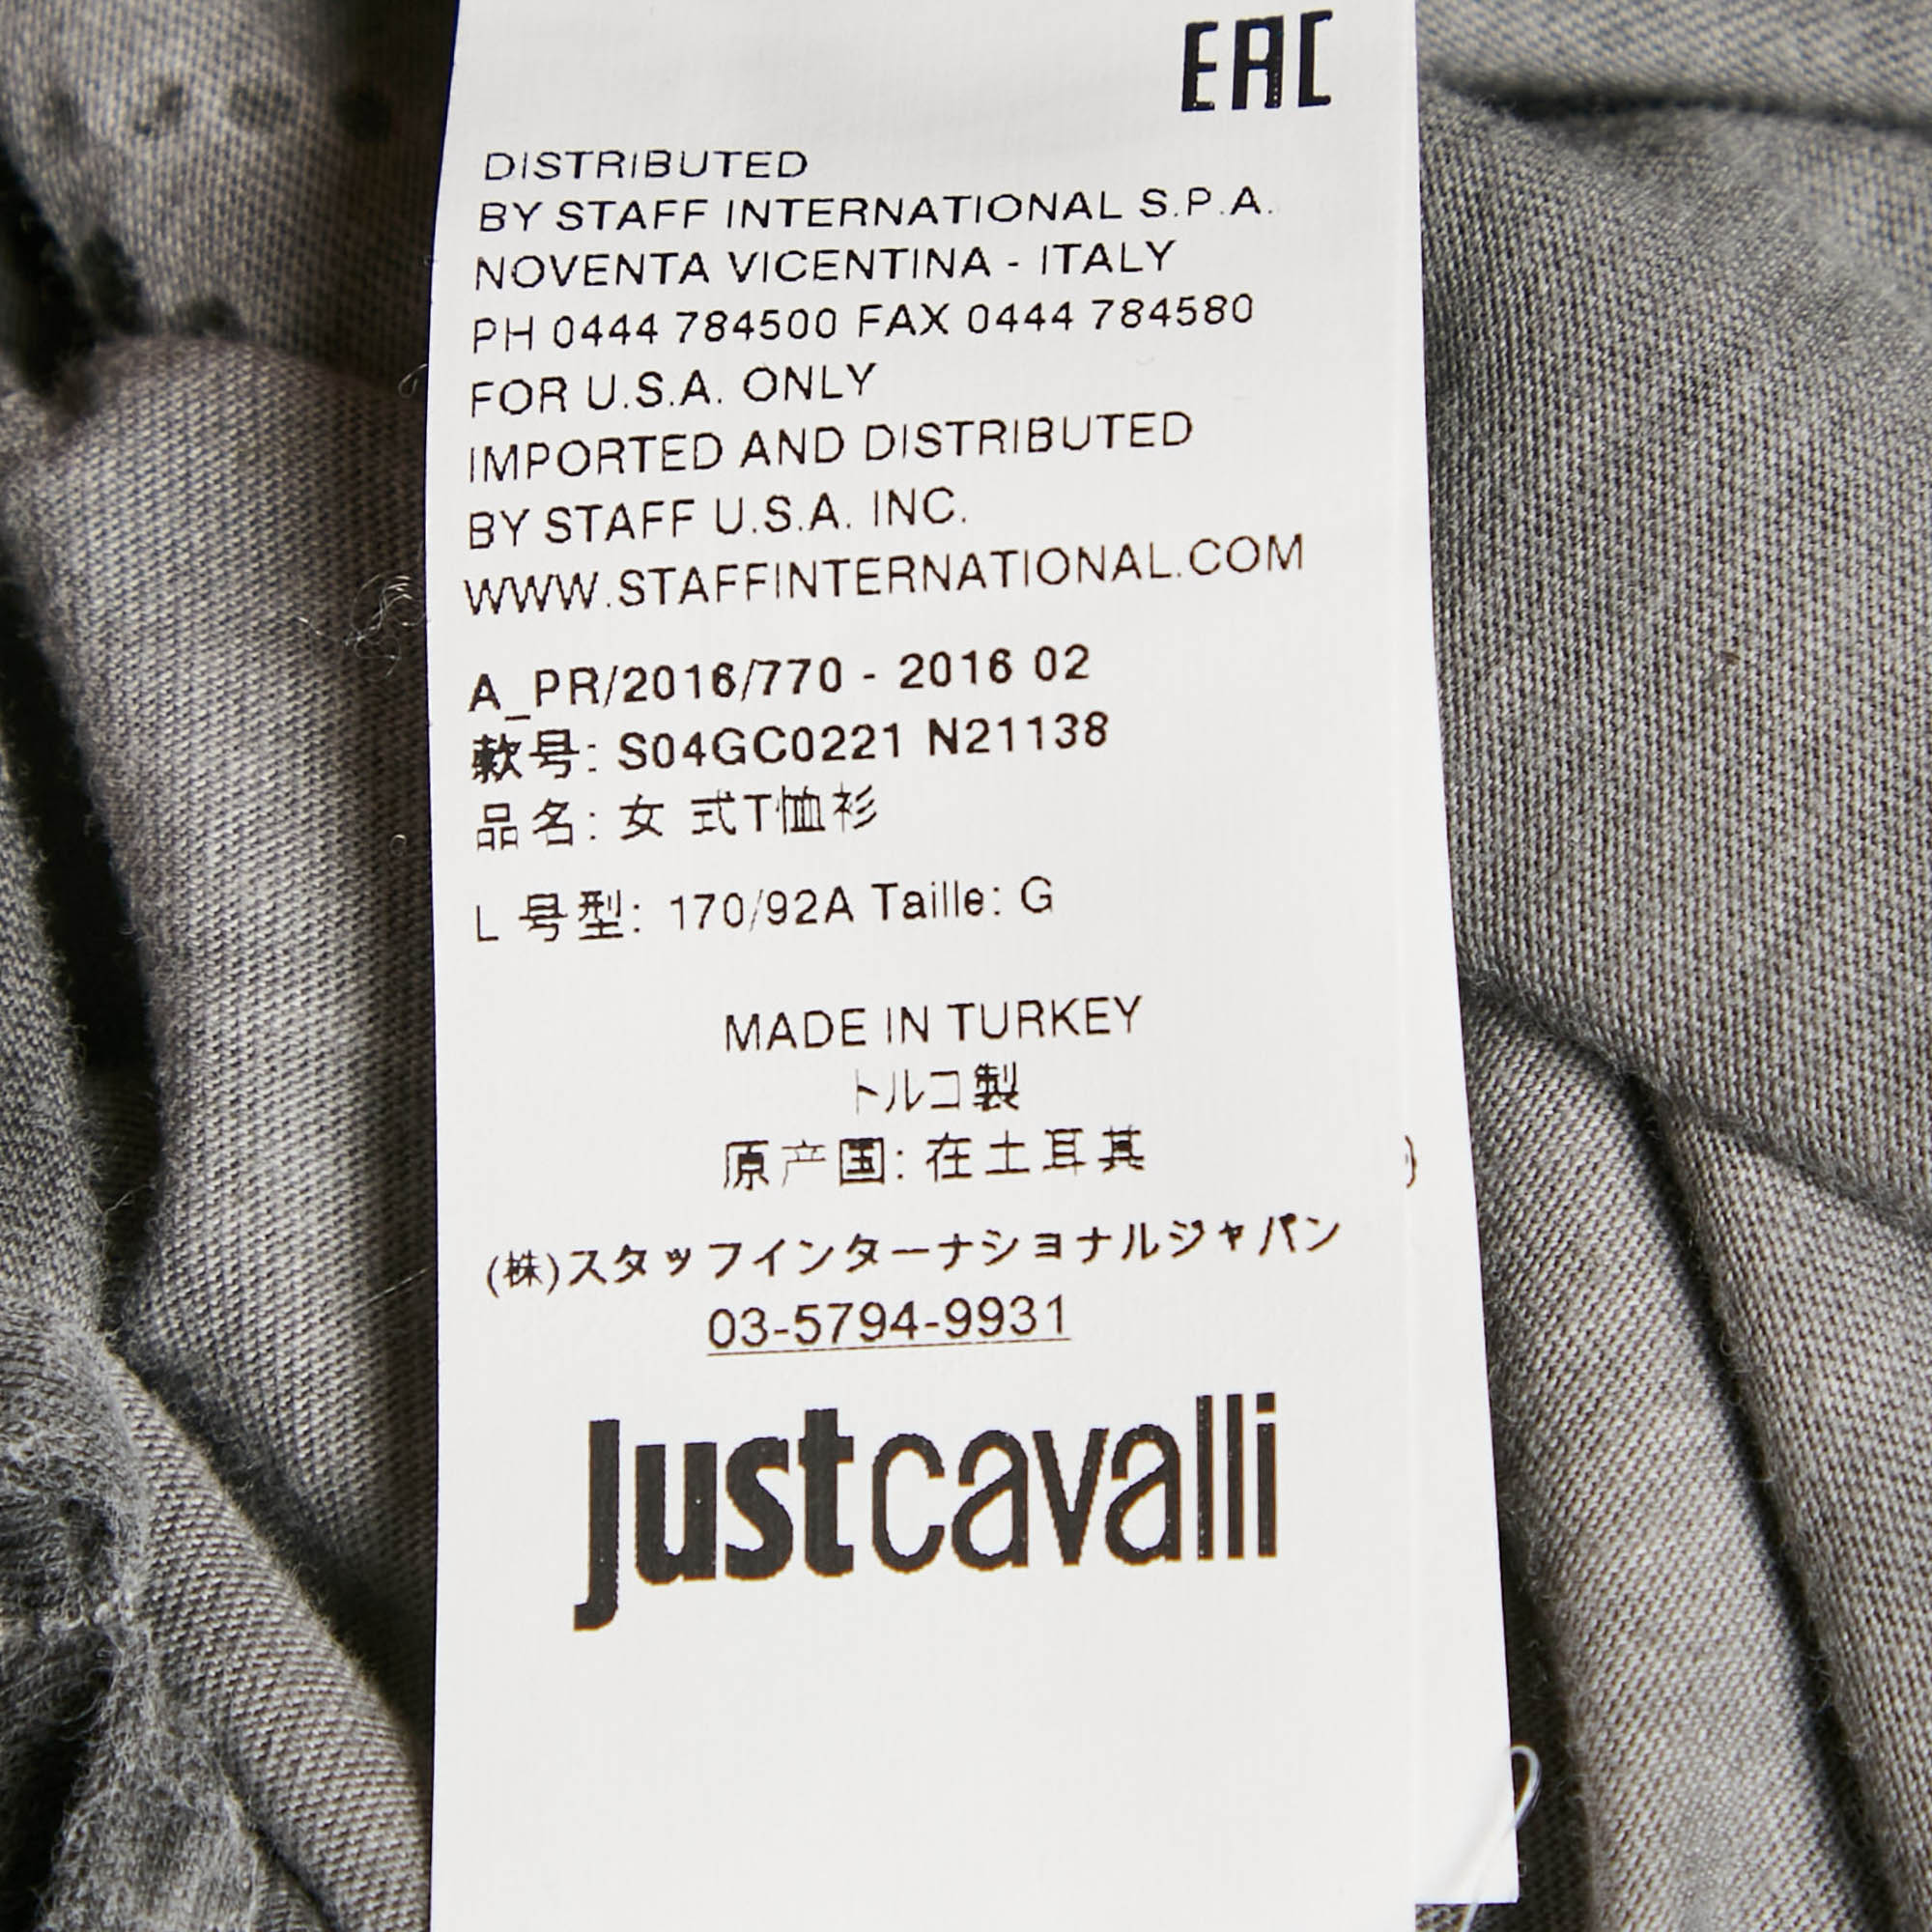 EAC
DISTRIBUTED
BY STAFF INTERNATIONAL S.P.A.
NOVENTA VICENTINA - ITALY
PH 0444 784500 FAX 0444 784580
FOR U.S.A. ONLY
IMPORTED AND DISTRIBUTED
BY STAFF U.S.A. INC.
WWW.STAFFINTERNATIONAL.COM
A_PR/2016/770 - 2016 02
款号: S04GC0221 N21138
品名: 女 式T恤衫
L 号型: 170/92A Taille: G
MADE IN TURKEY
トルコ製
原产国: 在土耳其
(株)スタッフインターナショナルジャパン
03-5794-9931
Justcavalli